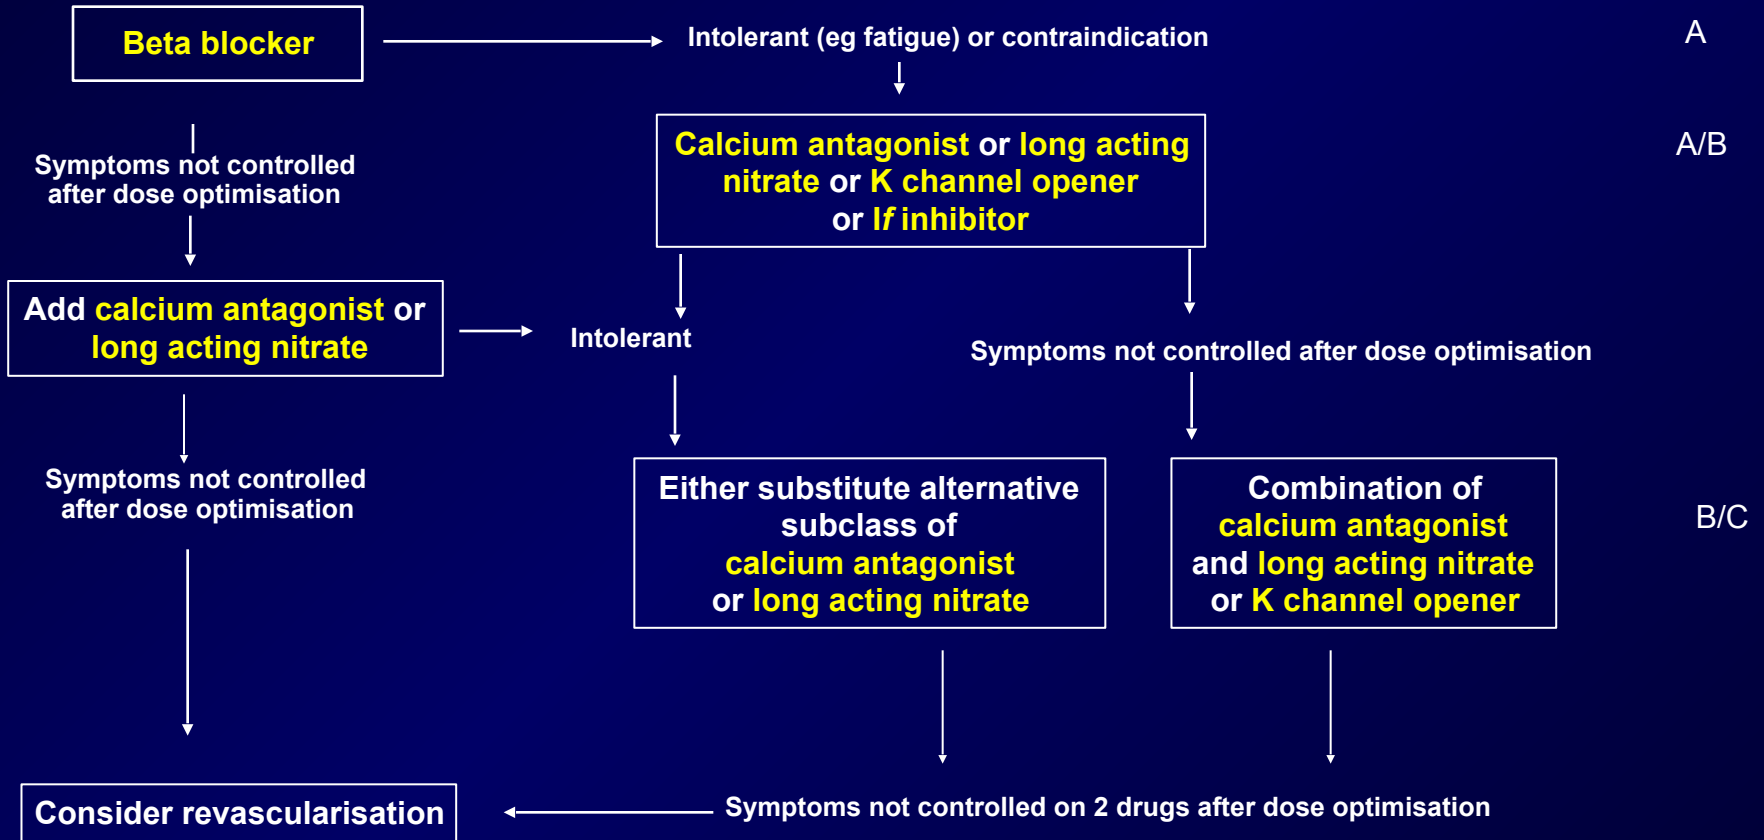 Beta blocker
Intolerant (eg fatigue) or contraindication
A
Calcium antagonist or long acting
nitrate or K channel opener
or If inhibitor
A/B
Symptoms not controlled
after dose optimisation
Add calcium antagonist or
long acting nitrate
Intolerant
Symptoms not controlled after dose optimisation
Symptoms not controlled
after dose optimisation
Either substitute alternative
subclass of
calcium antagonist
or long acting nitrate
Combination of
calcium antagonist
and long acting nitrate
or K channel opener
B/C
Consider revascularisation
Symptoms not controlled on 2 drugs after dose optimisation